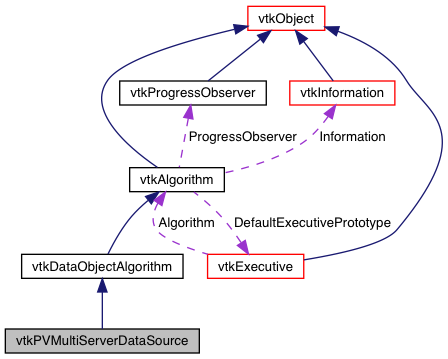 vtkObject
vtkProgressObserver
vtkInformation
ProgressObserver
Information
vtkAlgorithm
Algorithm
DefaultExecutivePrototype
vtkDataObjectAlgorithm
vtkExecutive
vtkPVMultiServerDataSource